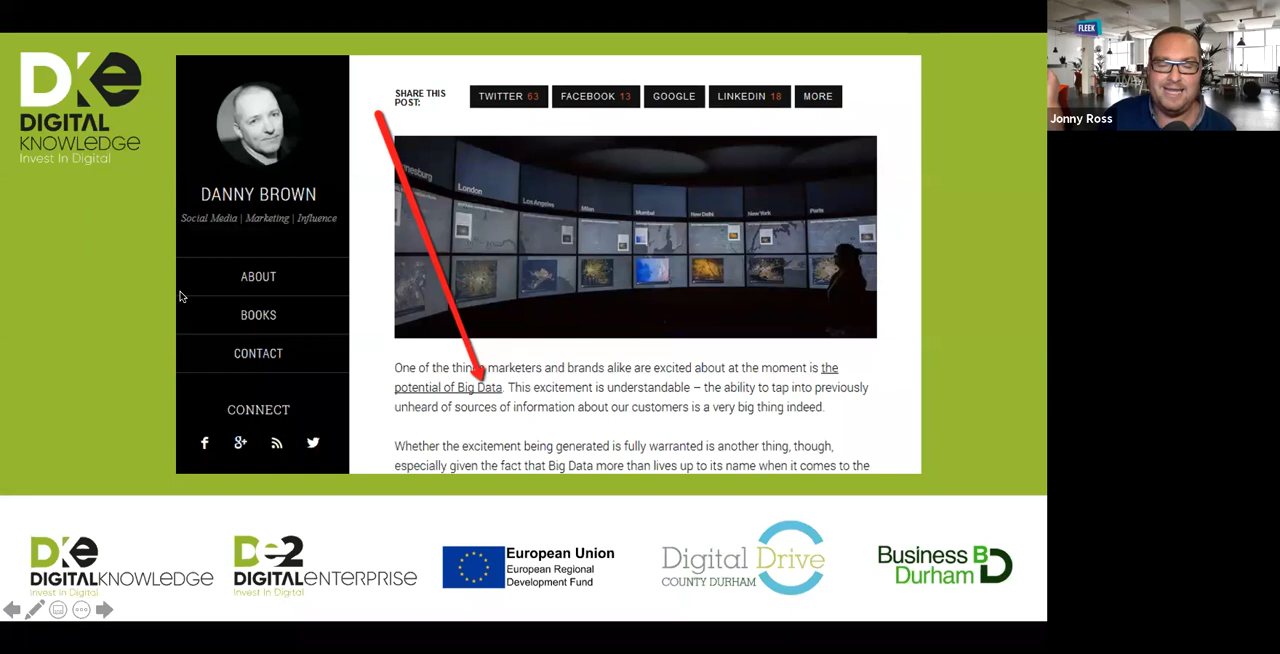 DKe
DIGITAL
KNOWLEDGE
Invest In Digital
DANNY BROWN
Social Media | Marketing | Influence
ABOUT
BOOKS
CONTACT
CONNECT
SHARE THIS
POST:
TWITTER 63
FACEBOOK 13
GOOGLE
LINKEDIN 18
MORE
London
Los Angeles
Milan
Mumbai
New Delhi
New York
Paris
One of the things marketers and brands alike are excited about at the moment is the
potential of Big Data. This excitement is understandable – the ability to tap into previously
unheard of sources of information about our customers is a very big thing indeed.
Whether the excitement being generated is fully warranted is another thing, though,
especially given the fact that Big Data more than lives up to its name when it comes to the
FLEEK
Jonny Ross
DKe
DIGITALKNOWLEDGE
Invest In Digital
De2
DIGITALENTERPRISE
Invest In Digital
European Union
European Regional
Development Fund
Digital Drive
COUNTY DURHAM
Business
Durham
BD